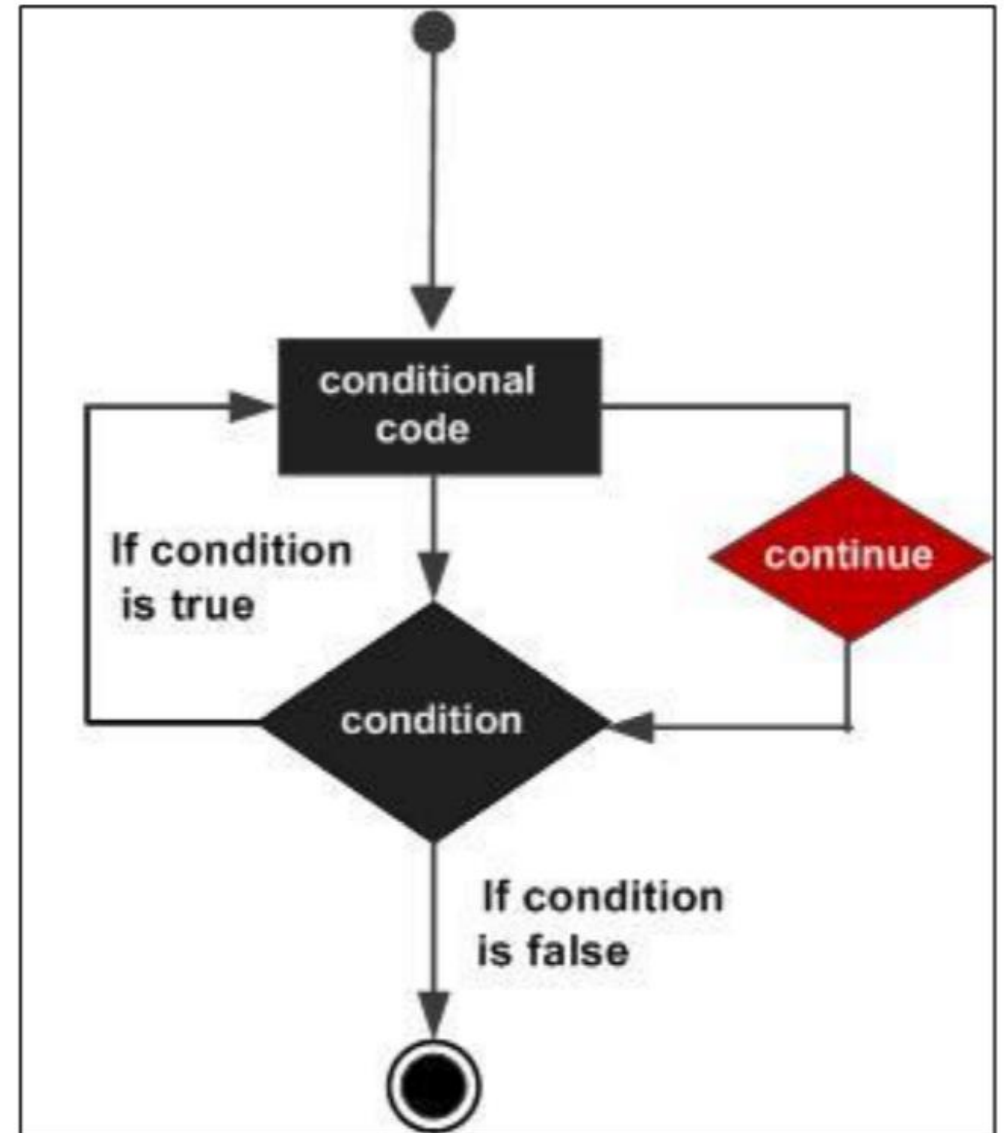 conditional
code
If condition
is true
continue
condition
If condition
is false